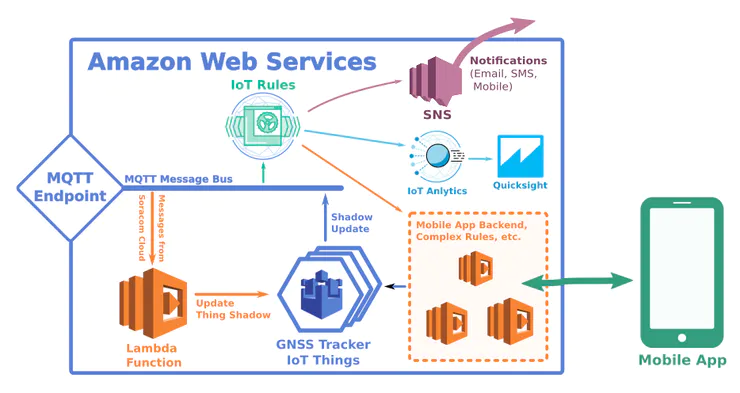 Amazon Web Services
IoT Rules
Notifications
(Email, SMS,
Mobile)
SNS
MQTT
Endpoint
MQTT Message Bus
IoT Anlytics
Quicksight
Messages from
Soracom Cloud
Shadow
Update
Mobile App Backend,
Complex Rules, etc.
Update
Thing Shadow
Lambda
Function
GNSS Tracker
IoT Things
Mobile App